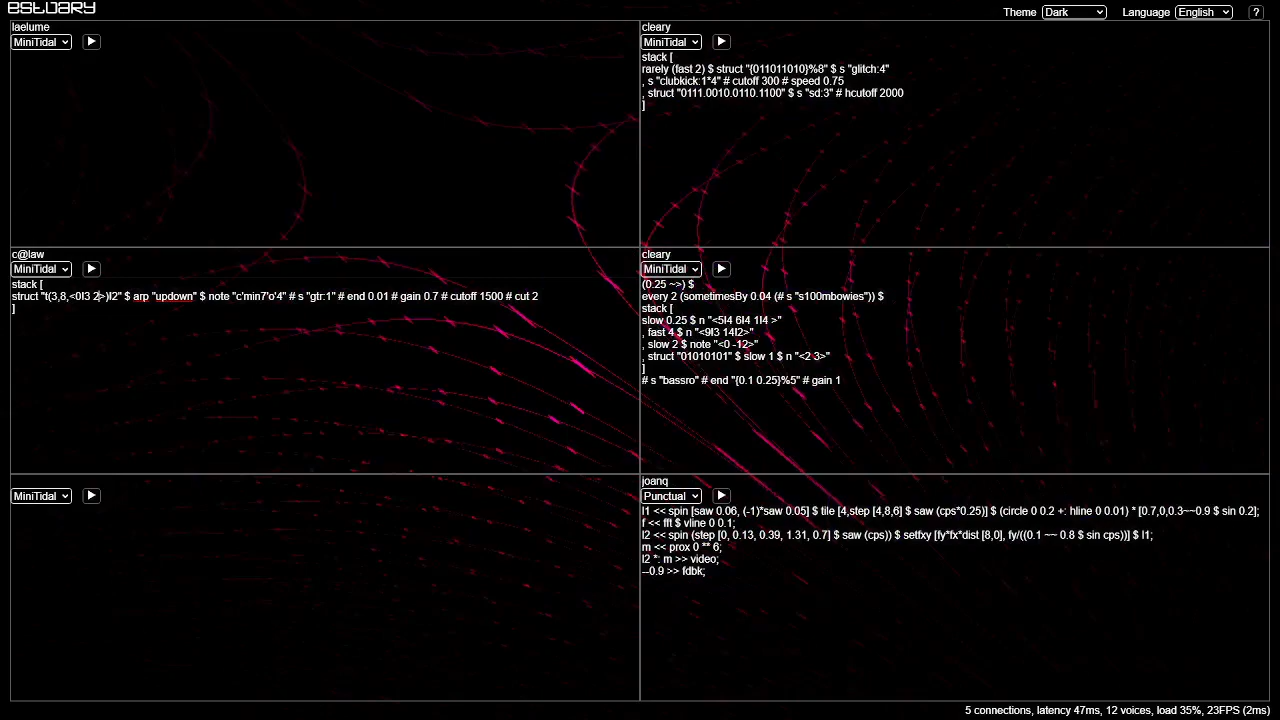 estuary
Theme Dark Language English ?
laelume
MiniTidal
cleary
MiniTidal
stack [
rarely (fast 2) $ struct "{011011010}%8" $ s "glitch:4"
, s "clubkick:1*4" # cutoff 300 # speed 0.75
, struct "0111.0010.0110.1100" $ s "sd:3" # hcutoff 2000
]
c@law
MiniTidal
stack [
struct "t(3,8,<0!3 2>)!2" $ arp "updown" $ note "c'min7'o'4" # s "gtr:1" # end 0.01 # gain 0.7 # cutoff 1500 # cut 2
]
cleary
MiniTidal
(0.25 ~>) $
every 2 (sometimesBy 0.04 (# s "s100mbowies")) $
stack [
slow 0.25 $ n "<5!4 6!4 1!4 >"
, fast 4 $ n "<9!3 14!2>"
, slow 2 $ note "<0 -12>"
, struct "01010101" $ slow 1 $ n "<2 3>"
]
# s "bassro" # end "{0.1 0.25}%5" # gain 1
MiniTidal
joanq
Punctual
l1 << spin [saw 0.06, (-1)*saw 0.05] $ tile [4,step [4,8,6] $ saw (cps*0.25)] $ (circle 0 0.2 +: hline 0 0.01) * [0.7,0,0.3~~0.9 $ sin 0.2];
f << fft $ vline 0 0.1;
l2 << spin (step [0, 0.13, 0.39, 1.31, 0.7] $ saw (cps)) $ setfxy [fy*fx*dist [8,0], fy/((0.1 ~~ 0.8 $ sin cps))] $ l1;
m << prox 0 ** 6;
l2 *: m >> video;
--0.9 >> fdbk;
5 connections, latency 47ms, 12 voices, load 35%, 23FPS (2ms)